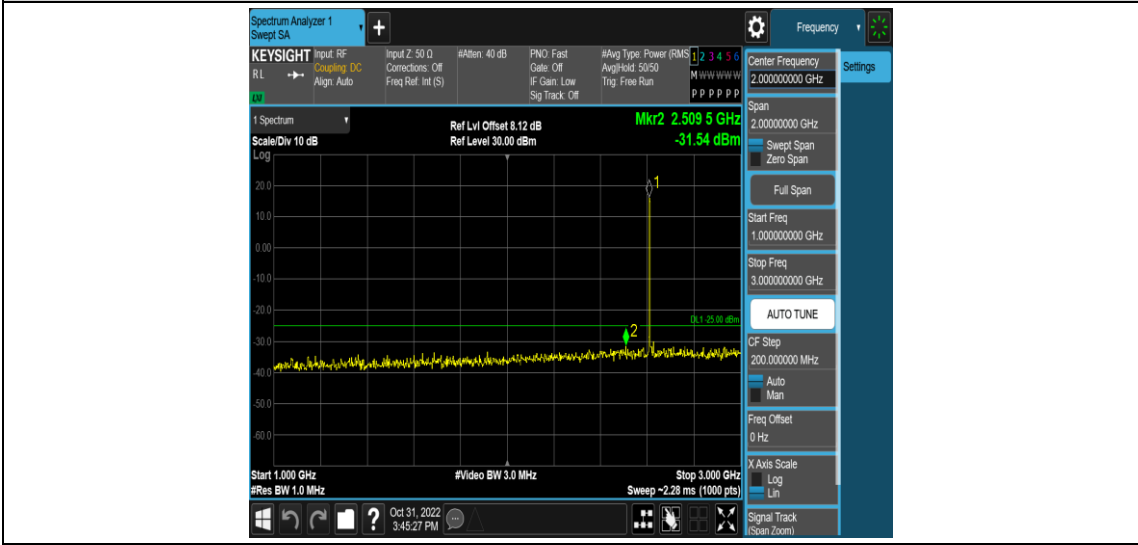 Spectrum Analyzer 1
Swept SA
+
Frequency
KEYSIGHT
RL
LM
Input: RF
Coupling: DC
Align: Auto
Input Z: 50 Ω
Corrections: Off
Freq Ref: Int (S)
#Atten: 40 dB
PNO: Fast
Gate: Off
IF Gain: Low
Sig Track: Off
#Avg Type: Power (RMS
Avg|Hold: 50/50
Trig: Free Run
1 2 3 4 5 6
M W W W W W
P P P P P P
1 Spectrum
Scale/Div 10 dB
Log
Ref Lvl Offset 8.12 dB
Ref Level 30.00 dBm
Mkr2 2.509 5 GHz
-31.54 dBm
20.0
10.0
0.00
-10.0
-20.0
-30.0
-40.0
-50.0
-60.0
1
2
DL1 -25.00 dBm
Start 1.000 GHz
#Res BW 1.0 MHz
#Video BW 3.0 MHz
Stop 3.000 GHz
Sweep ~2.28 ms (1000 pts)
?
Oct 31, 2022
3:45:27 PM
Center Frequency
2.000000000 GHz
Span
2.00000000 GHz
Swept Span
Zero Span
Full Span
Start Freq
1.000000000 GHz
Stop Freq
3.000000000 GHz
AUTO TUNE
CF Step
200.000000 MHz
Auto
Man
Freq Offset
0 Hz
X Axis Scale
Log
Lin
Signal Track
(Span Zoom)
Settings